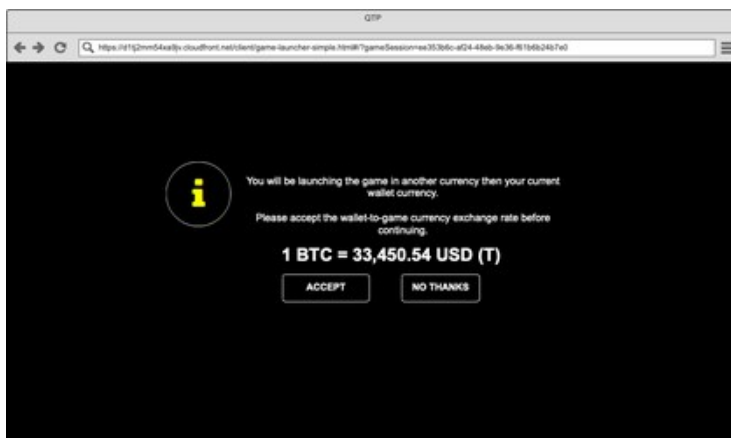 QTIP
You will be launching the game in another currency then your current
wallet currency.
Please accept the wallet-to-game currency exchange rate before
continuing.
1 BTC = 33,450.54 USD (T)
ACCEPT NO THANKS